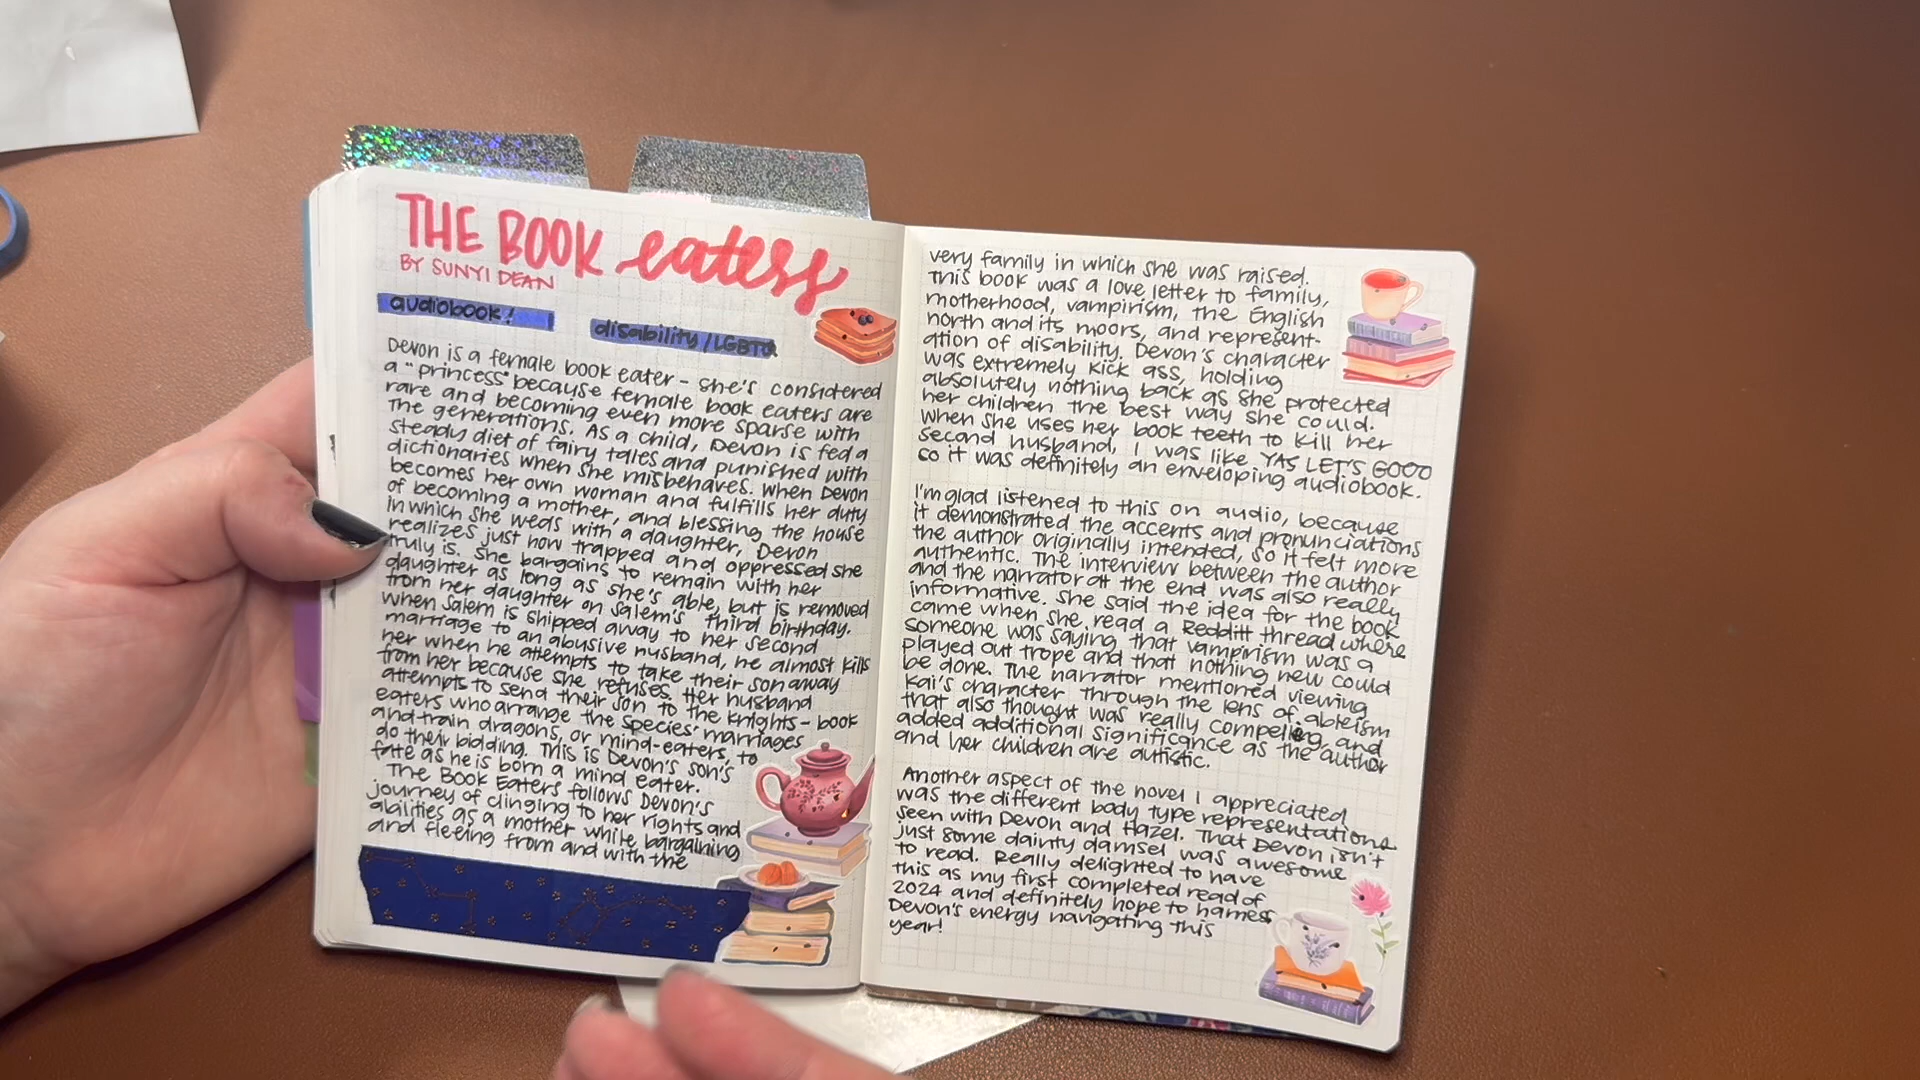 THE BOOK eaters
BY SUNYI DEAN
audiobook!
disability/LGBTQ
Devon is a female book eater - she's considered
a "princess" because female book eaters are
rare and becoming even more sparse with
the generations. As a child, Devon is fed a
steady diet of fairy tales and punished with
dictionaries when she misbehaves. When Devon
becomes her own woman and fulfills her duty
of becoming a mother, and blessing the house
in which she weds with a daughter, Devon
realizes just how trapped and oppressed she
truly is. She bargains to remain with her
daughter as long as she's able, but is removed
from her daughter on Salem's third birthday.
When Salem is shipped away to her second
marriage to an abusive husband, he almost kills
her when he attempts to take their son away
from her because she refuses. Her husband
attempts to send their son to the Knights - book
eaters who arrange the species' marriages
and train dragons, or mind-eaters, to
do their bidding. This is Devon's son's
fate as he is born a mind eater.
The Book Eaters follows Devon's
journey of clinging to her rights and
abilities as a mother while bargaining
and fleeing from and with the
very family in which she was raised.
This book was a love letter to family,
motherhood, vampirism, the English
north and its moors, and represent-
ation of disability. Devon's character
was extremely kick ass, holding
absolutely nothing back as she protected
her children the best way she could.
When she uses her book teeth to kill her
second husband, I was like YAS LET'S GOOO
so it was definitely an enveloping audiobook.
I'm glad listened to this on audio, because
it demonstrated the accents and pronunciations
the author originally intended, so it felt more
authentic. The interview between the author
and the narrator at the end was also really
informative. She said the idea for the book
came when she read a Redditt thread where
someone was saying that vampirism was a
played out trope and that nothing new could
be done. The narrator mentioned viewing
Kai's character through the lens of ableism
that also thought was really compelling, and
added additional significance as the author
and her children are autistic.
Another aspect of the novel I appreciated
was the different body type representations
seen with Devon and Hazel. That Devon isn't
just some dainty damsel was awesome
to read. Really delighted to have
this as my first completed read of
2024 and definitely hope to harness
Devon's energy navigating this
year!